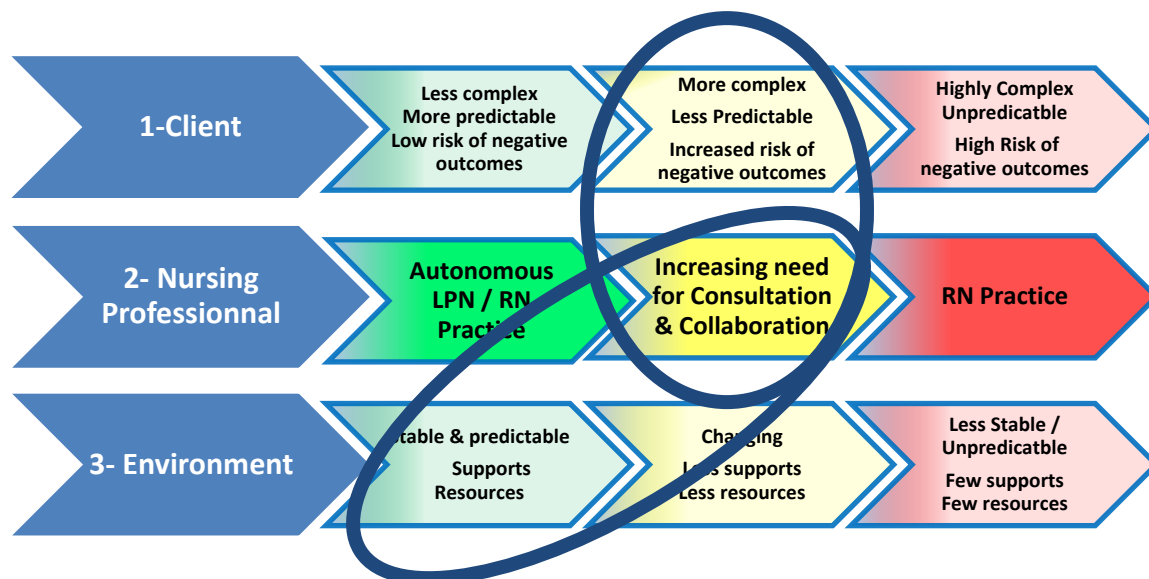 1-Client
Less complex
More predictable
Low risk of negative
outcomes
More complex
Less Predictable
Increased risk of
negative outcomes
Highly Complex
Unpredicatble
High Risk of
negative outcomes
2- Nursing
Professionnal
Autonomous
LPN / RN
Practice
Increasing need
for Consultation
& Collaboration
RN Practice
3- Environment
Stable & predictable
Supports
Resources
Changing
Less supports
Less resources
Less Stable /
Unpredicatble
Few supports
Few resources